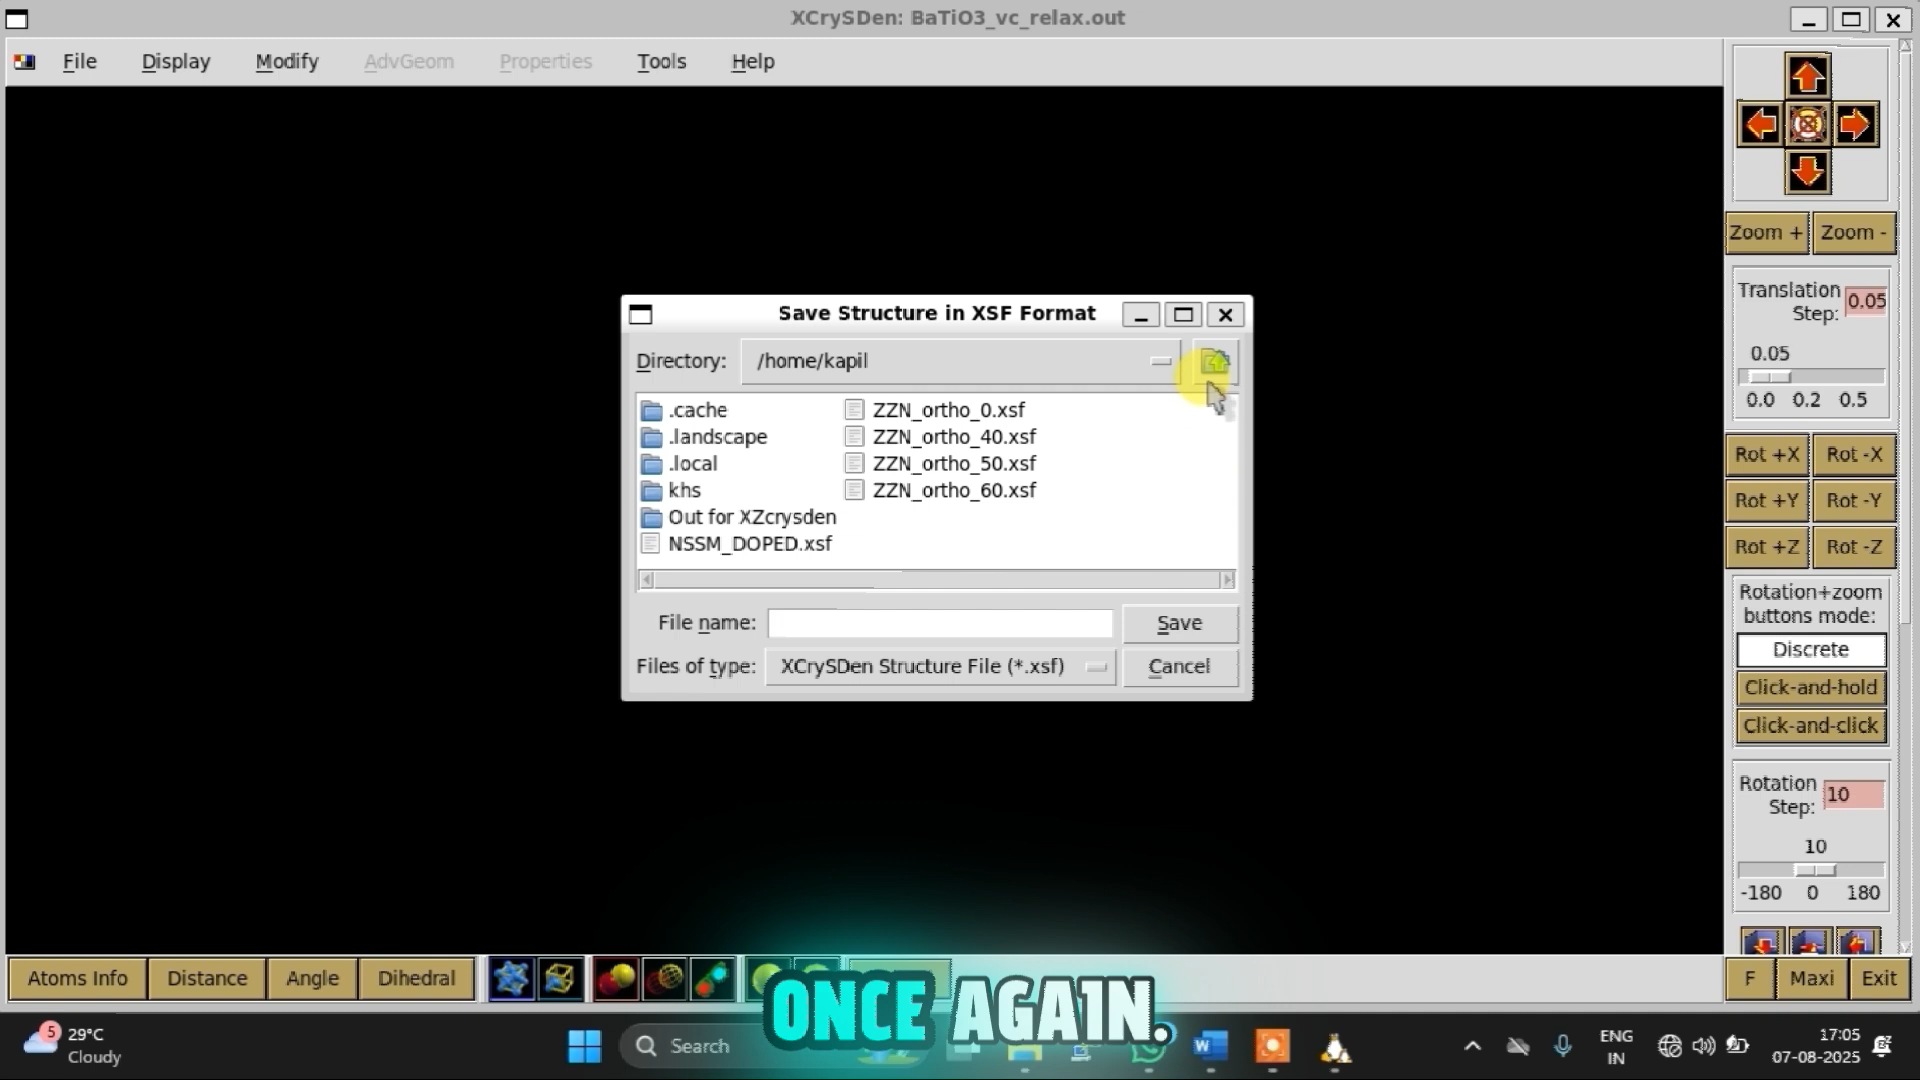 XCrySDen: BaTiO3_vc_relax.out
File Display Modify AdvGeom Properties Tools Help
Zoom + Zoom -
Translation Step: 0.05
0.05
0.0 0.2 0.5
Rot +X Rot -X
Rot +Y Rot -Y
Rot +Z Rot -Z
Rotation+zoom
buttons mode:
Discrete
Click-and-hold
Click-and-click
Rotation Step: 10
10
-180 0 180
Save Structure in XSF Format
Directory: /home/kapil
.cache
.landscape
.local
khs
Out for XZcrysden
NSSM_DOPED.xsf
ZZN_ortho_0.xsf
ZZN_ortho_40.xsf
ZZN_ortho_50.xsf
ZZN_ortho_60.xsf
File name: Save
Files of type: XCrySDen Structure File (*.xsf) Cancel
Atoms Info Distance Angle Dihedral
F Maxi Exit
ONCE AGAIN.
5 29°C
Cloudy
Search
W
ENG
IN
17:05
07-08-2025